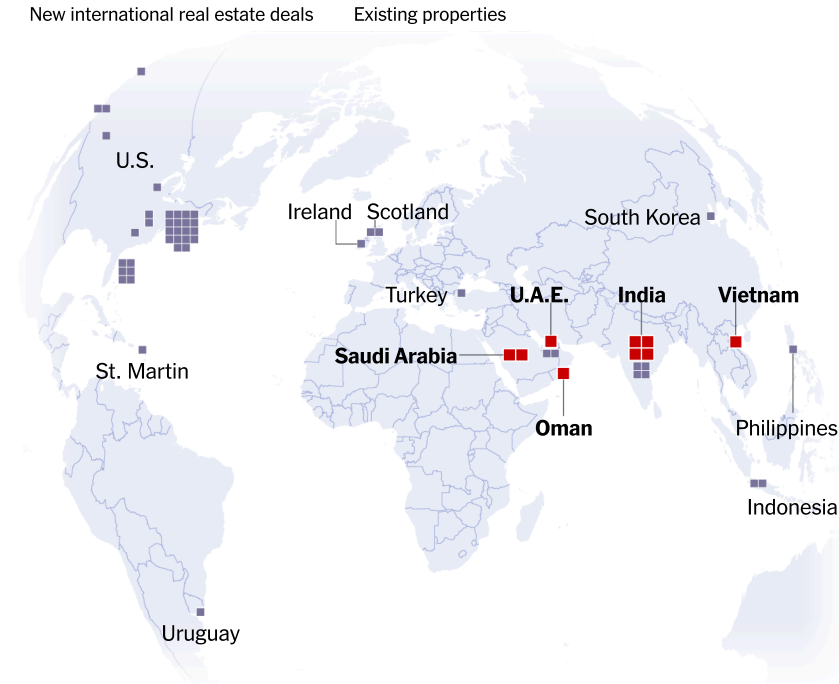 New international real estate deals
Existing properties
U.S.
Ireland
Scotland
South Korea
Turkey
U.A.E.
India
Vietnam
Saudi Arabia
St. Martin
Oman
Philippines
Indonesia
Uruguay